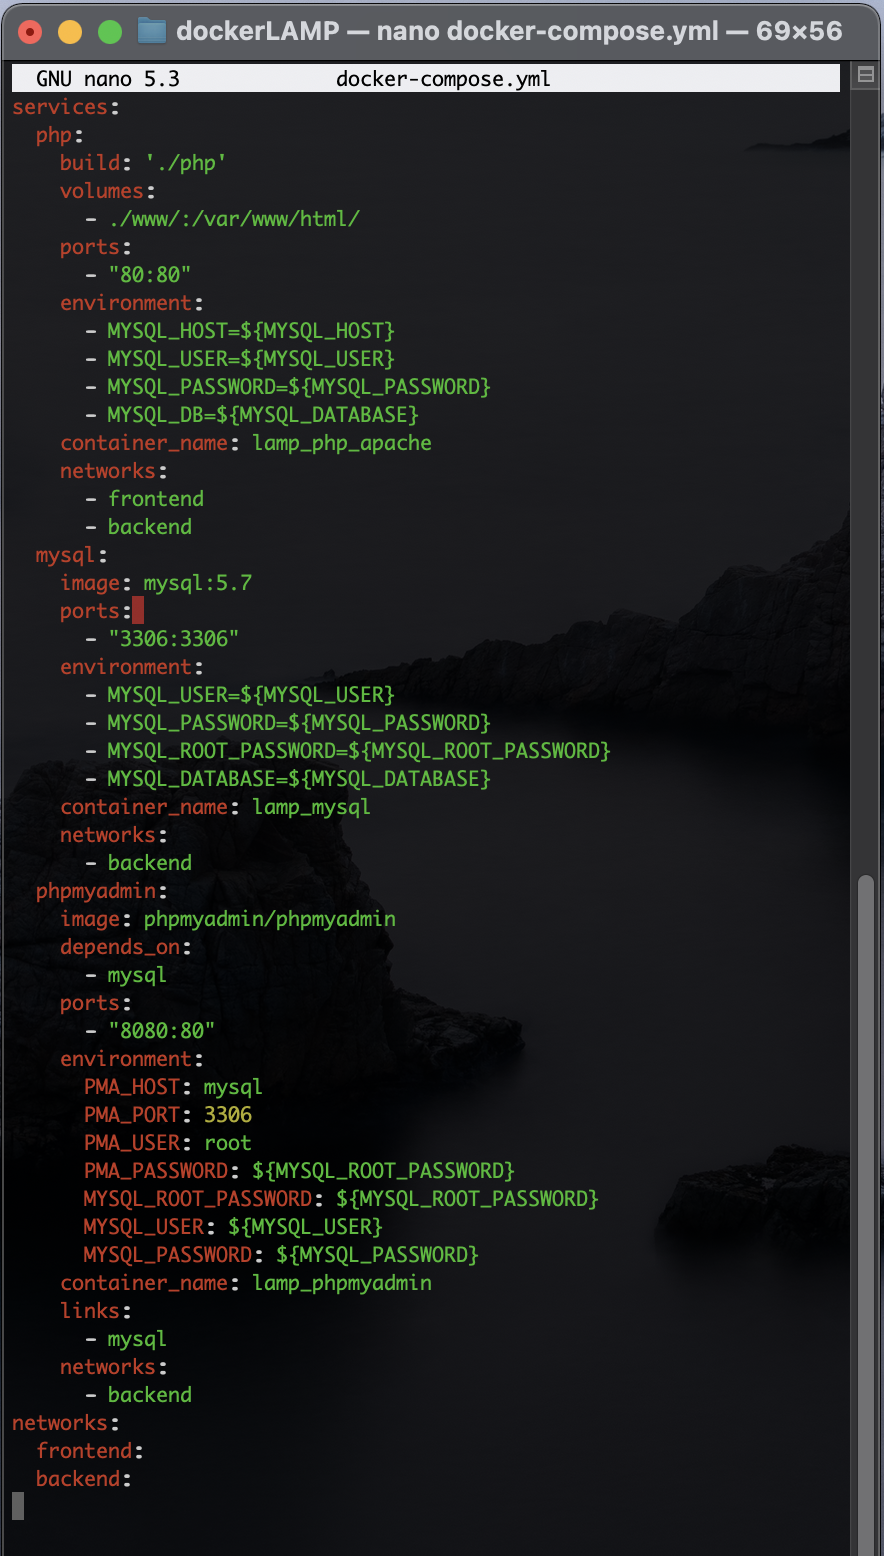 dockerLAMP — nano docker-compose.yml — 69×56
GNU nano 5.3 docker-compose.yml
services:
  php:
    build: './php'
    volumes:
      - ./www/:/var/www/html/
    ports:
      - "80:80"
    environment:
      - MYSQL_HOST=${MYSQL_HOST}
      - MYSQL_USER=${MYSQL_USER}
      - MYSQL_PASSWORD=${MYSQL_PASSWORD}
      - MYSQL_DB=${MYSQL_DATABASE}
    container_name: lamp_php_apache
    networks:
      - frontend
      - backend
  mysql:
    image: mysql:5.7
    ports:
      - "3306:3306"
    environment:
      - MYSQL_USER=${MYSQL_USER}
      - MYSQL_PASSWORD=${MYSQL_PASSWORD}
      - MYSQL_ROOT_PASSWORD=${MYSQL_ROOT_PASSWORD}
      - MYSQL_DATABASE=${MYSQL_DATABASE}
    container_name: lamp_mysql
    networks:
      - backend
  phpmyadmin:
    image: phpmyadmin/phpmyadmin
    depends_on:
      - mysql
    ports:
      - "8080:80"
    environment:
      PMA_HOST: mysql
      PMA_PORT: 3306
      PMA_USER: root
      PMA_PASSWORD: ${MYSQL_ROOT_PASSWORD}
      MYSQL_ROOT_PASSWORD: ${MYSQL_ROOT_PASSWORD}
      MYSQL_USER: ${MYSQL_USER}
      MYSQL_PASSWORD: ${MYSQL_PASSWORD}
    container_name: lamp_phpmyadmin
    links:
      - mysql
    networks:
      - backend
networks:
  frontend:
  backend: